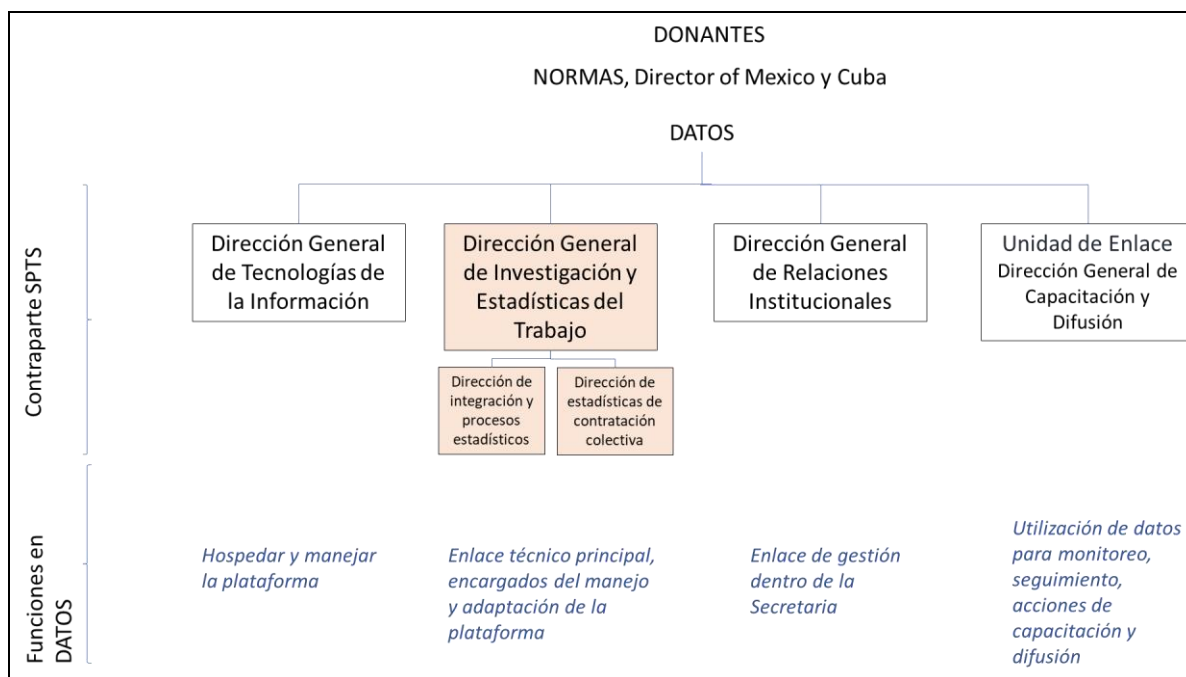 DONANTES
NORMAS, Director of Mexico y Cuba
DATOS
Contraparte SPTS
Dirección General
de Tecnologías de
la Información
Dirección General
de Investigación y
Estadísticas del
Trabajo
Dirección General
de Relaciones
Institucionales
Unidad de Enlace
Dirección General de
Capacitación y
Difusión
Dirección de
integración y
procesos
estadísticos
Dirección de
estadísticas de
contratación
colectiva
Funciones en
DATOS
Hospedar y manejar
la plataforma
Enlace técnico principal,
encargados del manejo
y adaptación de la
plataforma
Enlace de gestión
dentro de la
Secretaria
Utilización de datos
para monitoreo,
seguimiento,
acciones de
capacitación y
difusión